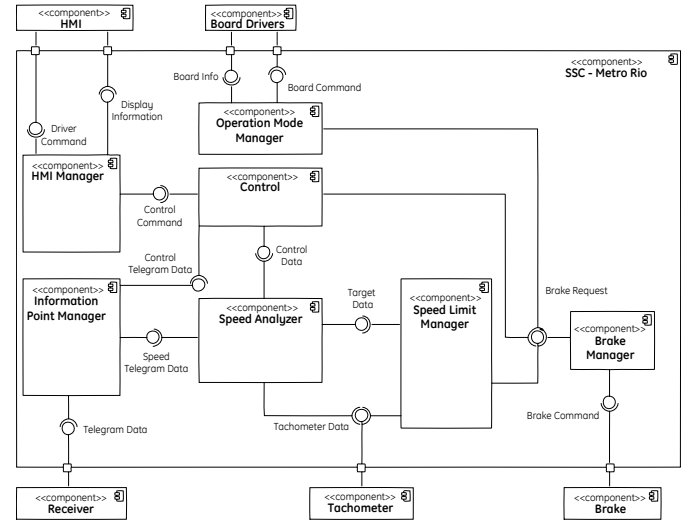 <<component>>
HMI
<<component>>
Board Drivers
<<component>>
SSC - Metro Rio
Board Info
Board Command
Display
Information
Driver
Command
<<component>>
Operation Mode
Manager
<<component>>
HMI Manager
<<component>>
Control
Control
Command
Control
Telegram Data
Control
Data
<<component>>
Information
Point Manager
<<component>>
Speed Analyzer
Target
Data
<<component>>
Speed Limit
Manager
Brake Request
<<component>>
Brake
Manager
Speed
Telegram Data
Telegram Data
Tachometer Data
Brake Command
<<component>>
Receiver
<<component>>
Tachometer
<<component>>
Brake